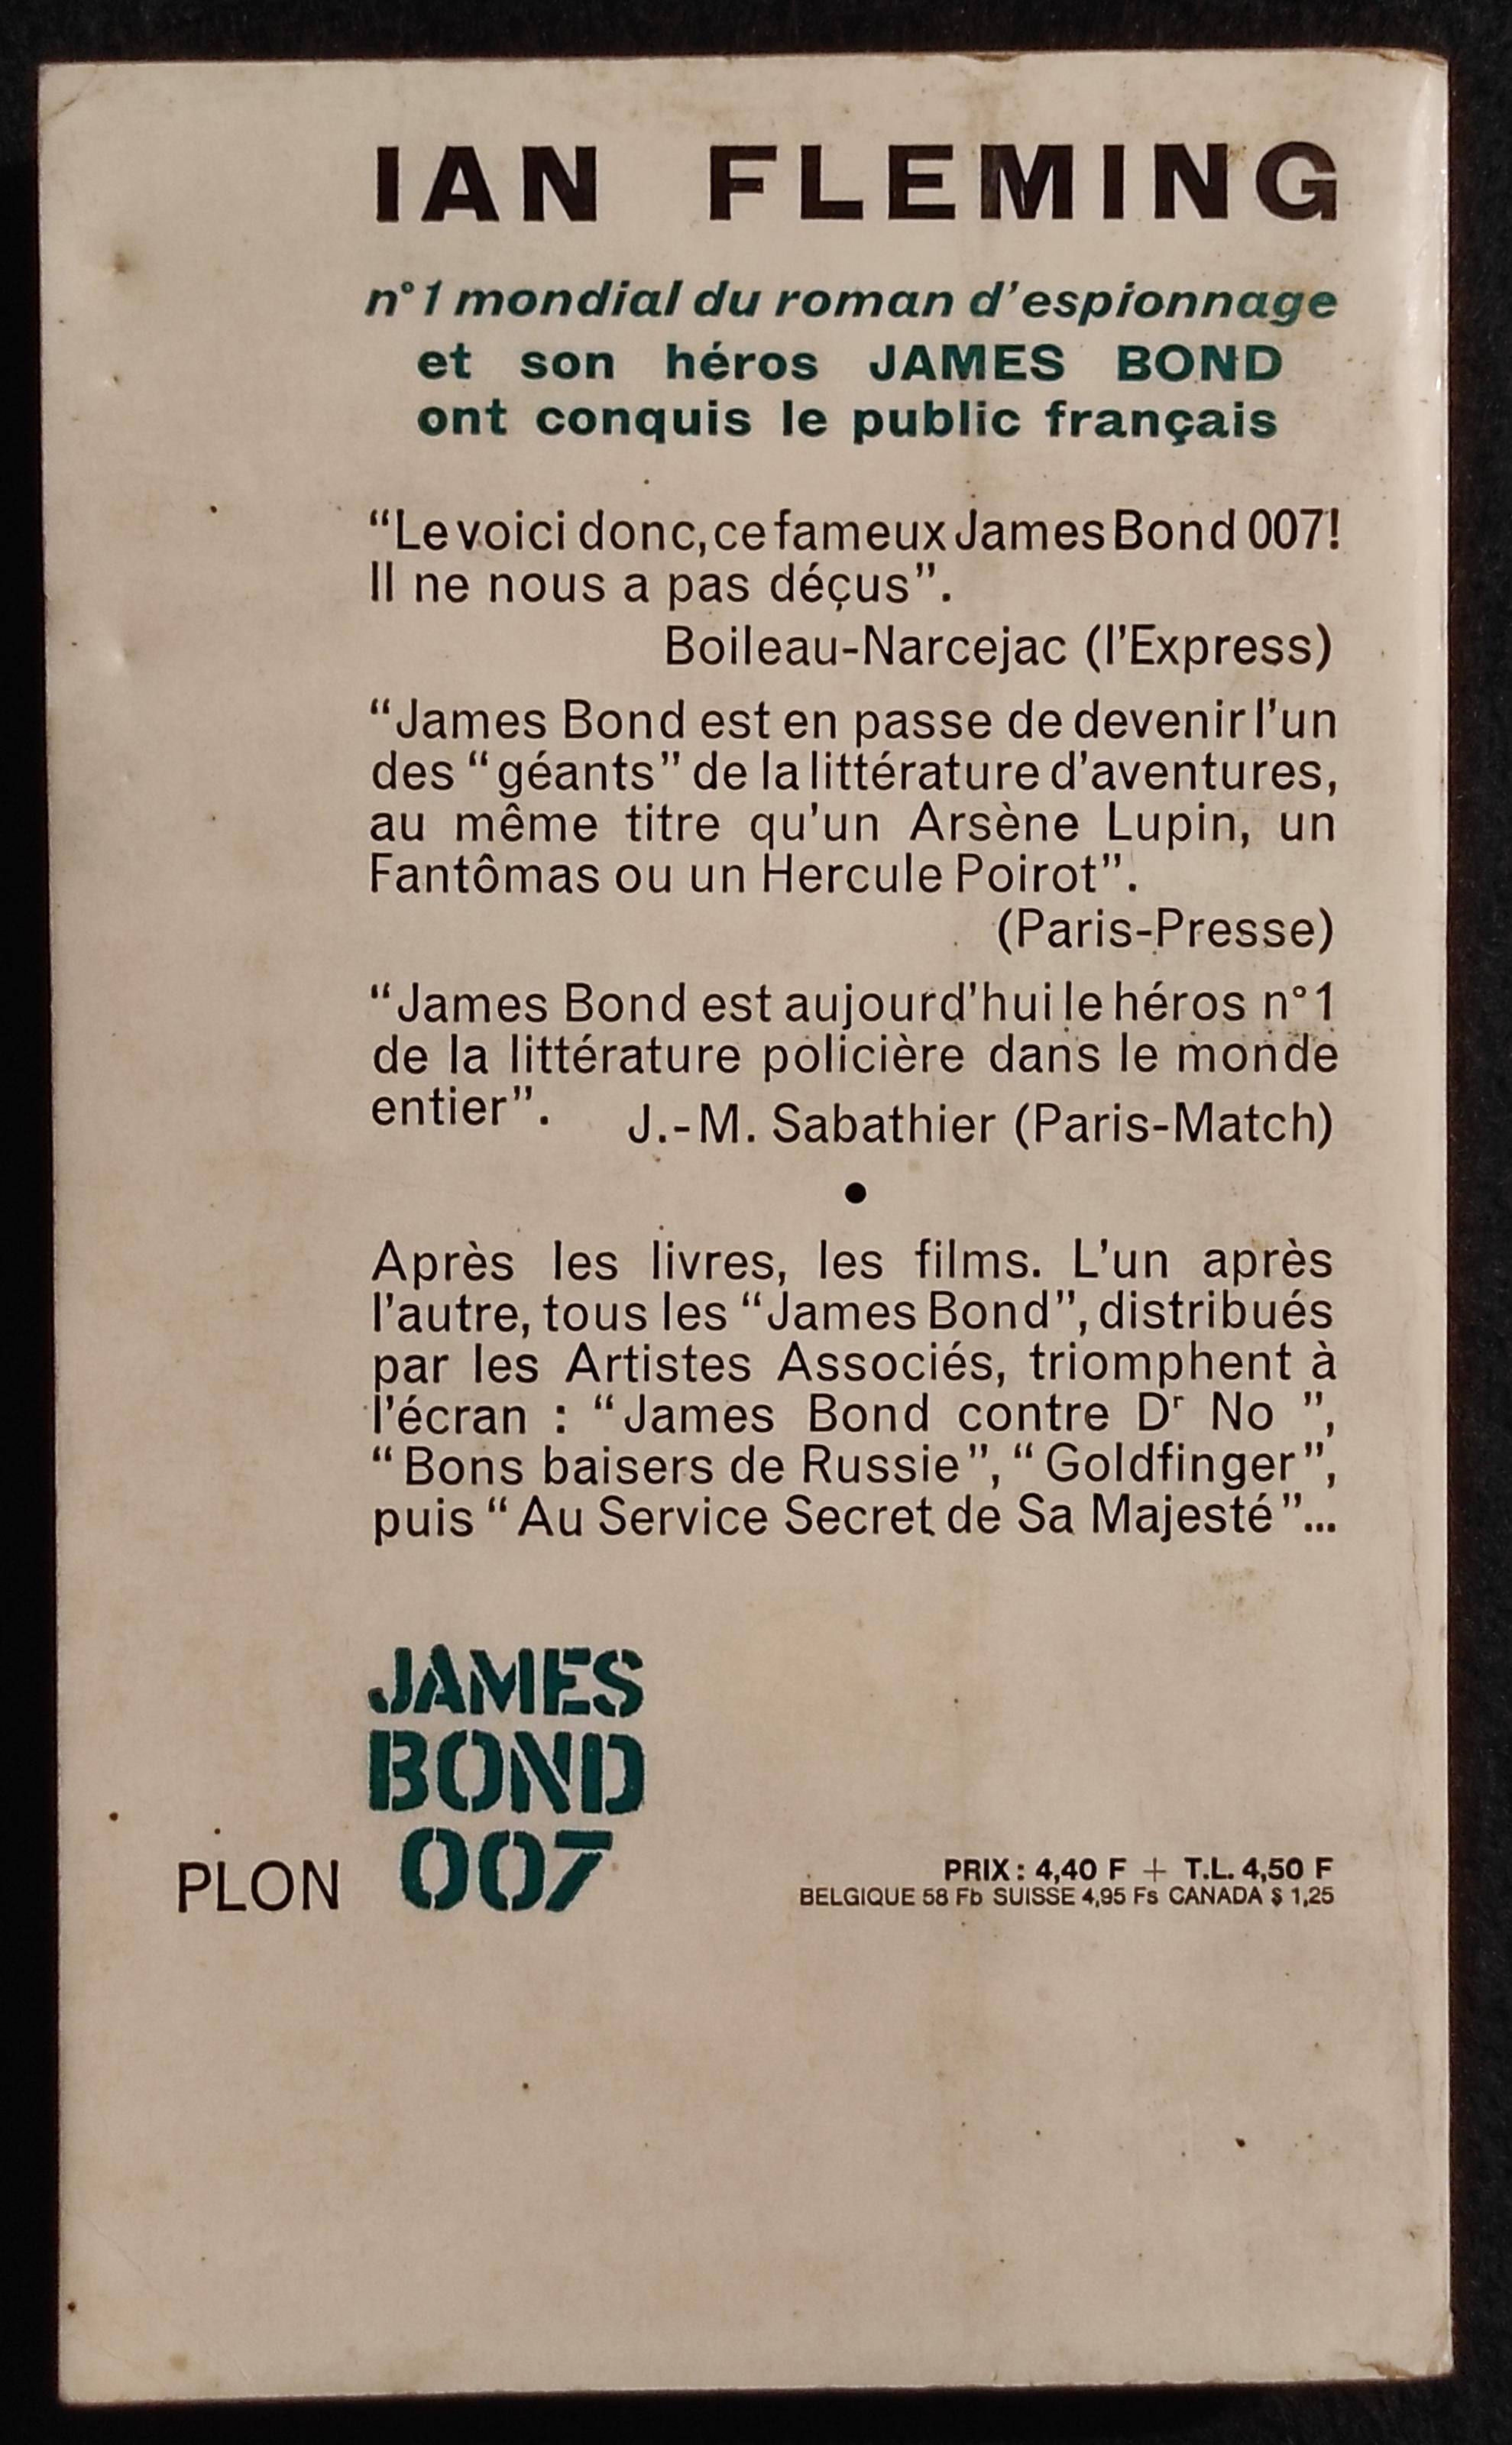 IAN FLEMING
n°1 mondial du roman d'espionnage
et son héros JAMES BOND
ont conquis le public français
“Le voici donc, ce fameux James Bond 007!
Il ne nous a pas déçus”.
Boileau-Narcejac (l'Express)
“James Bond est en passe de devenir l'un
des “géants” de la littérature d'aventures,
au même titre qu'un Arsène Lupin, un
Fantômas ou un Hercule Poirot”.
(Paris-Presse)
“James Bond est aujourd'hui le héros n°1
de la littérature policière dans le monde
entier”.
J.-M. Sabathier (Paris-Match)
●
Après les livres, les films. L'un après
l'autre, tous les “James Bond”, distribués
par les Artistes Associés, triomphent à
l'écran : “James Bond contre Dʳ No ”,
“Bons baisers de Russie”, “Goldfinger”,
puis “Au Service Secret de Sa Majesté”...
JAMES
BOND
007
PLON
PRIX : 4,40 F + T.L. 4,50 F
BELGIQUE 58 Fb SUISSE 4,95 Fs CANADA $ 1,25